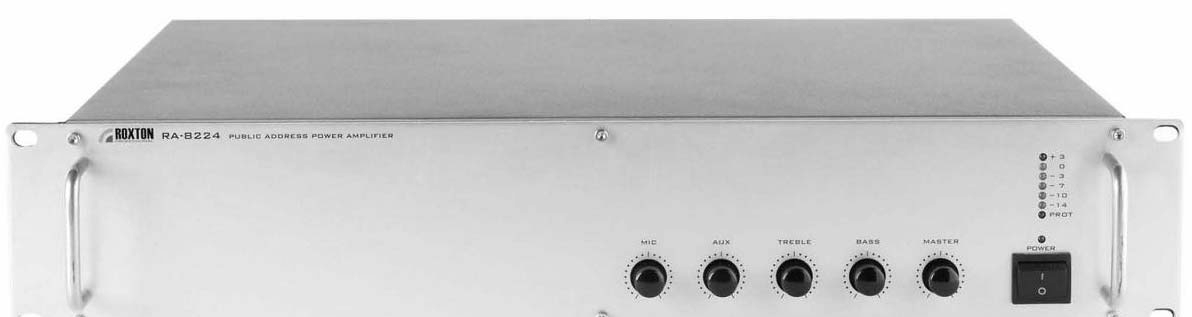 ROXTON RA-8224 PUBLIC ADDRESS POWER AMPLIFIER
PROFESSIONAL
+ 3
0
- 3
- 7
-10
-14
PROT
MIC AUX TREBLE BASS MASTER
POWER
I
O